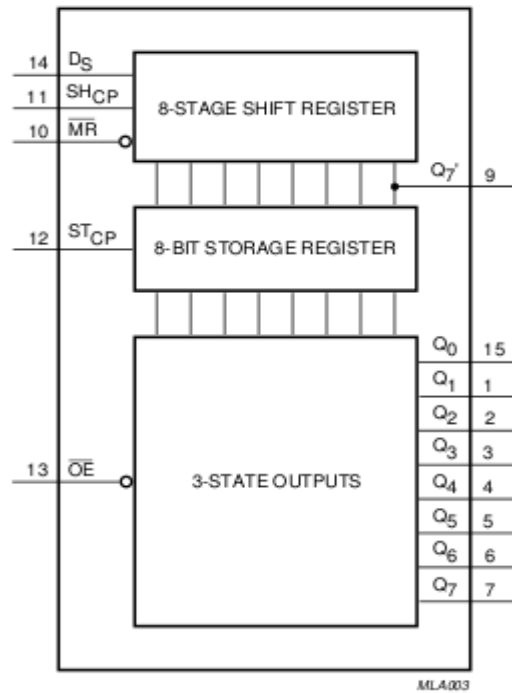 14 DS
11 SHCP
10 MR
8-STAGE SHIFT REGISTER
Q7' 9
12 STCP
8-BIT STORAGE REGISTER
Q0 15
Q1 1
Q2 2
Q3 3
Q4 4
Q5 5
Q6 6
Q7 7
13 OE
3-STATE OUTPUTS
MLA003